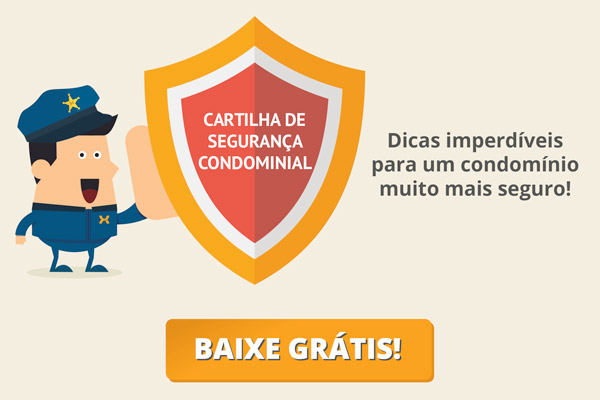 CARTILHA DE
SEGURANÇA
CONDOMINIAL
Dicas imperdíveis
para um condomínio
muito mais seguro!
BAIXE GRÁTIS!